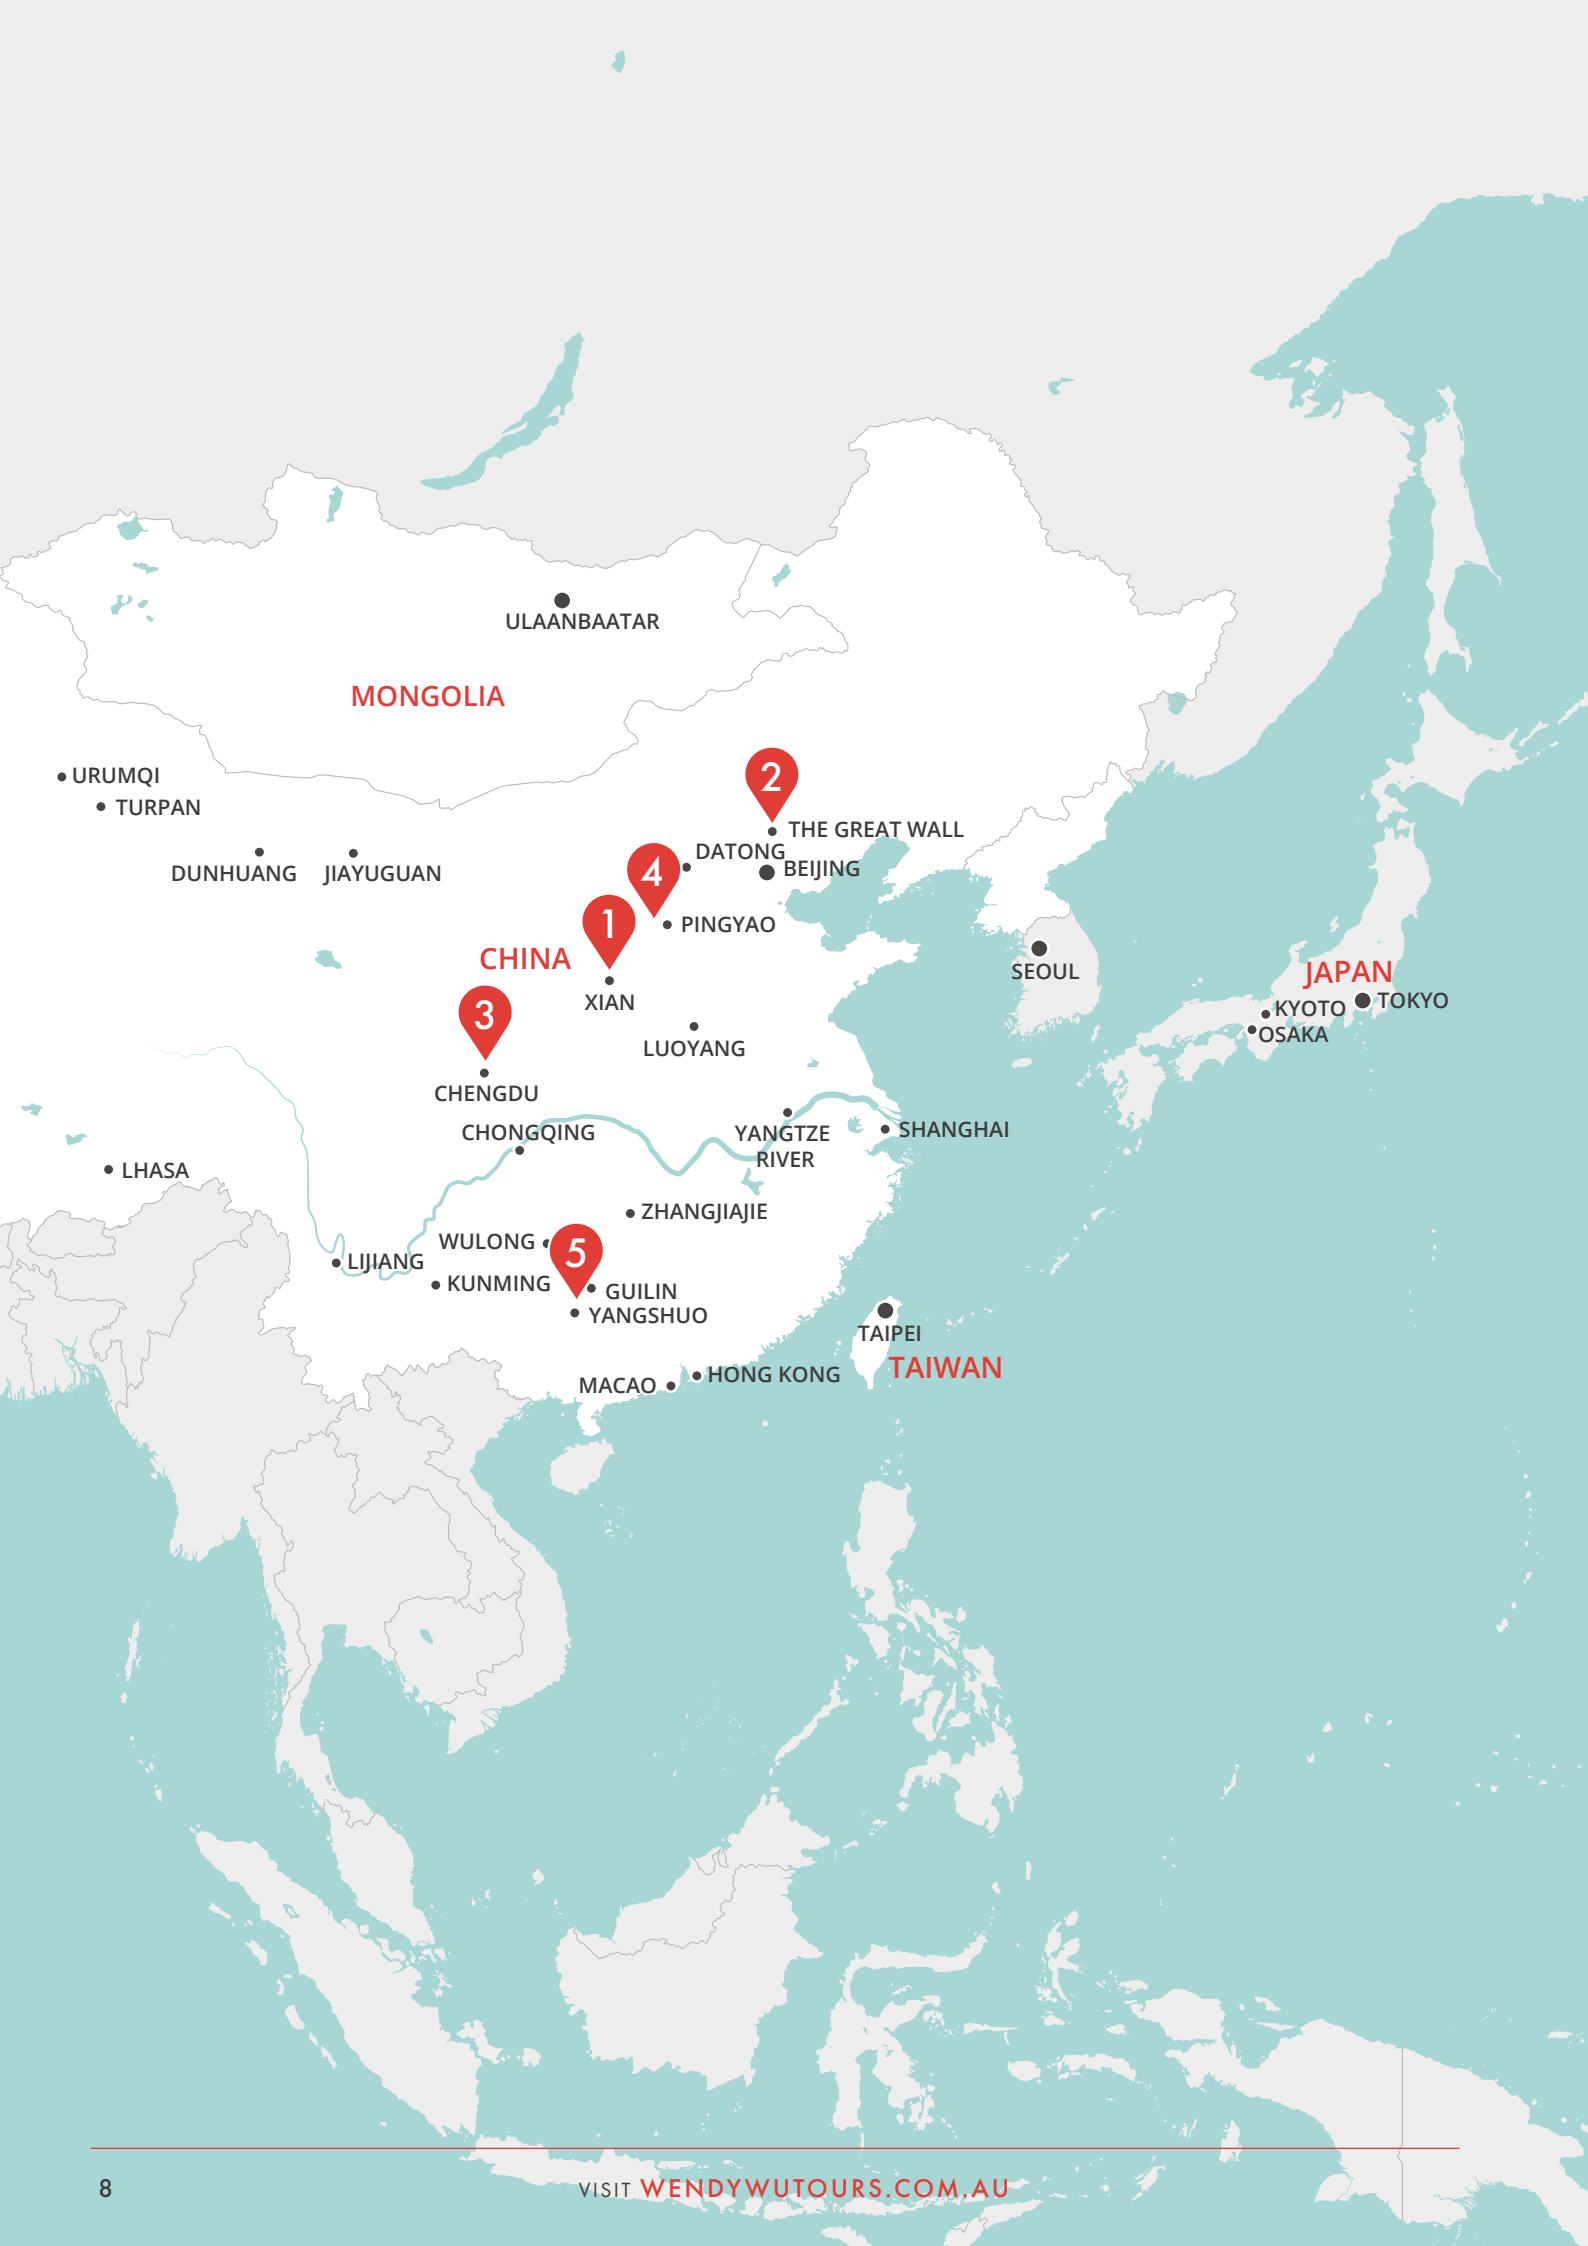 ULAANBAATAR
MONGOLIA
URUMQI
TURPAN
2
THE GREAT WALL
DATONG
BEIJING
DUNHUANG
JIAYUGUAN
4
1
PINGYAO
CHINA
SEOUL
JAPAN
XIAN
KYOTO
TOKYO
OSAKA
3
LUOYANG
CHENGDU
CHONGQING
YANGTZE
RIVER
SHANGHAI
LHASA
ZHANGJIAJIE
WULONG
5
LIJIANG
KUNMING
GUILIN
YANGSHUO
TAIPEI
TAIWAN
HONG KONG
MACAO
8
VISIT WENDYWUTOURS.COM.AU